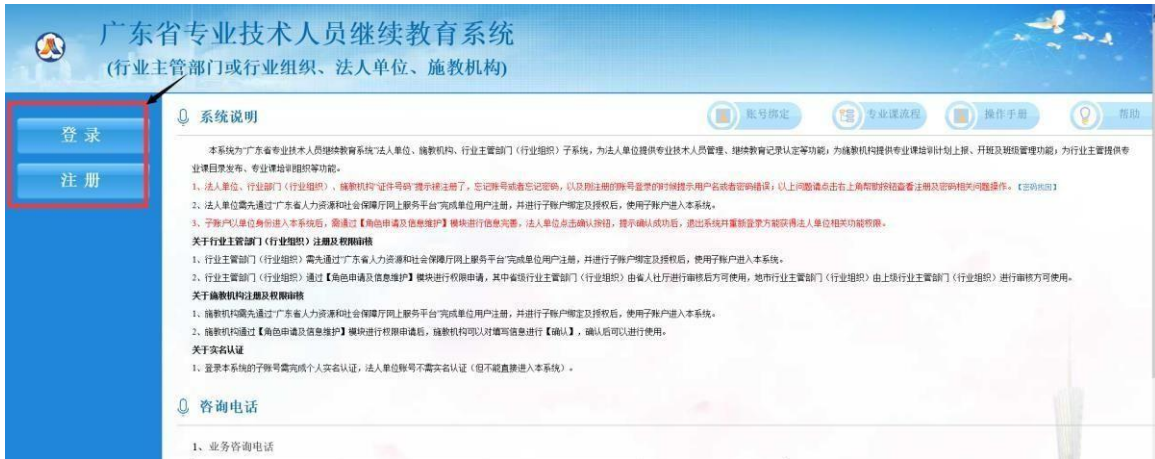 广东省专业技术人员继续教育系统
(行业主管部门或行业组织、法人单位、施教机构)
登 录
注 册
系统说明
账号绑定
专业课流程
操作手册
帮助
本系统为“广东省专业技术人员继续教育系统”法人单位、施教机构、行业主管部门（行业组织）子系统，为法人单位提供专业技术人员管理、继续教育记录认定等功能；为施教机构提供专业课培训计划上报、开班及班级管理功能；为行业主管提供专
业课目录发布、专业课培训组织等功能。
1、法人单位、行业部门（行业组织）、施教机构“证件号码”提示被注册了，忘记账号或者忘记密码，以及刚注册的账号登录的时候提示用户名或者密码错误；以上问题请点击右上角帮助按钮查看注册及密码相关问题操作。【密码找回】
2、法人单位需先通过“广东省人力资源和社会保障厅网上服务平台”完成单位用户注册，并进行子账户绑定及授权后，使用子账户进入本系统。
3、子账户以单位身份进入本系统后，需通过【角色申请及信息维护】模块进行信息完善，法人单位点击确认按钮，提示确认成功后，退出系统并重新登录方能获得法人单位相关功能权限。
关于行业主管部门（行业组织）注册及权限审核
1、行业主管部门（行业组织）需先通过“广东省人力资源和社会保障厅网上服务平台”完成单位用户注册，并进行子账户绑定及授权后，使用子账户进入本系统。
2、行业主管部门（行业组织）通过【角色申请及信息维护】模块进行权限申请，其中省级行业主管部门（行业组织）由省人社厅进行审核后方可使用，地市行业主管部门（行业组织）由上级行业主管部门（行业组织）进行审核方可使用。
关于施教机构注册及权限审核
1、施教机构需先通过“广东省人力资源和社会保障厅网上服务平台”完成单位用户注册，并进行子账户绑定及授权后，使用子账户进入本系统。
2、施教机构通过【角色申请及信息维护】模块进行权限申请后，施教机构可以对填写信息进行【确认】，确认后可以进行使用。
关于实名认证
1、登录本系统的子账号需完成个人实名认证，法人单位账号不需实名认证（但不能直接进入本系统）。
咨询电话
1、业务咨询电话